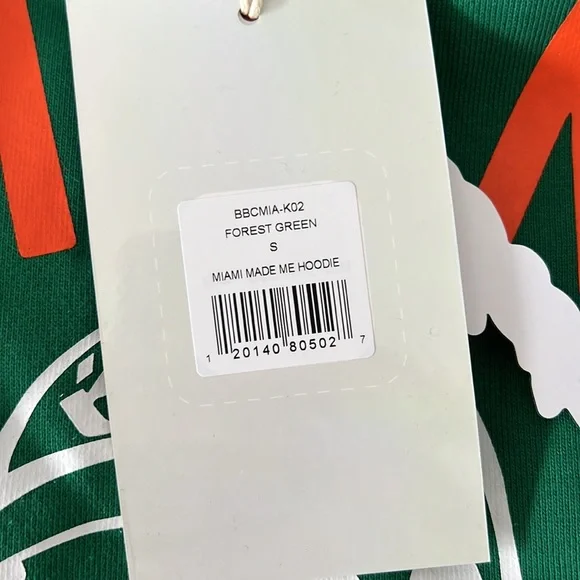 BBCMIA-K02
FOREST GREEN
S
MIAMI MADE ME HOODIE
1 20140 80502 7